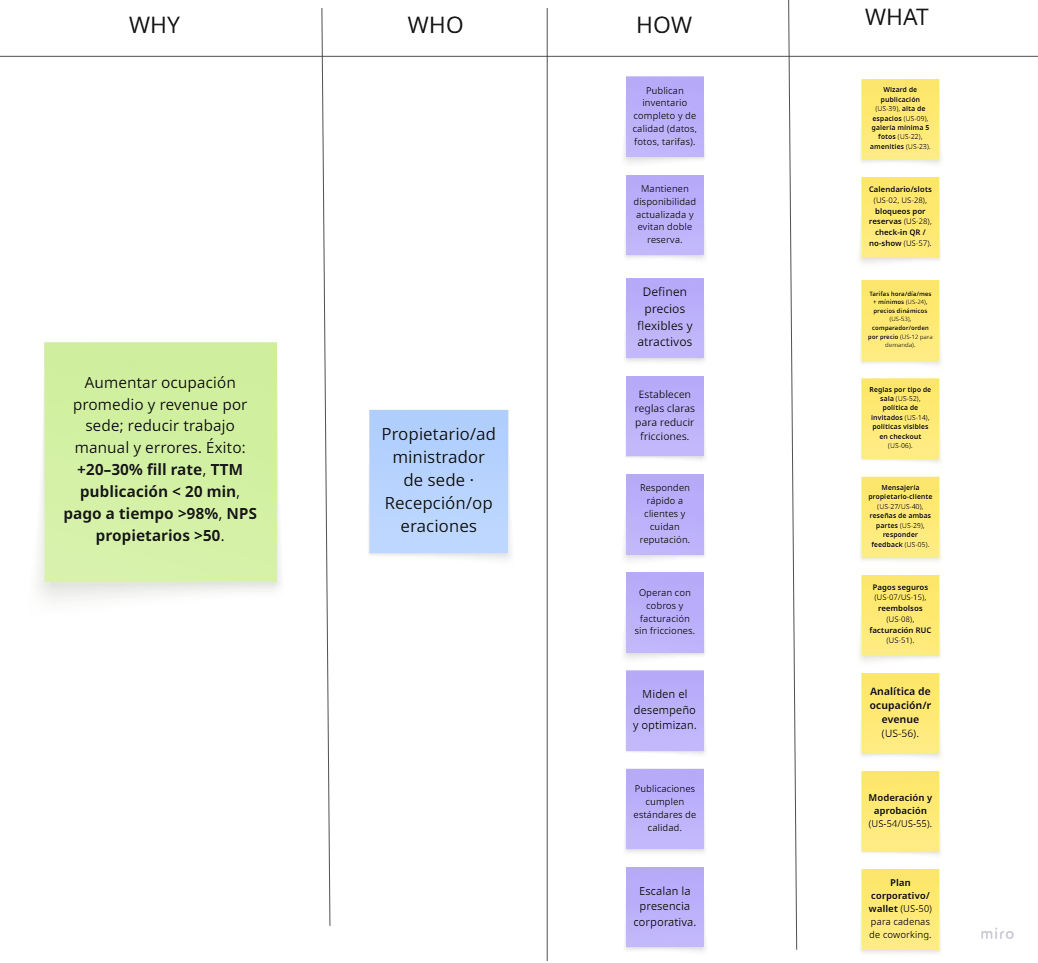 WHY
WHO
HOW
WHAT
Aumentar ocupación
promedio y revenue por
sede; reducir trabajo
manual y errores. Éxito:
+20–30% fill rate, TTM
publicación < 20 min,
pago a tiempo >98%, NPS
propietarios >50.
Propietario/ad
ministrador
de sede ·
Recepción/op
eraciones
Publican
inventario
completo y de
calidad (datos,
fotos, tarifas).
Wizard de
publicación
(US-39), alta de
espacios (US-09),
galería mínima 5
fotos (US-22),
amenities (US-23).
Mantienen
disponibilidad
actualizada y
evitan doble
reserva.
Calendario/slots
(US-02, US-28),
bloqueos por
reservas (US-28),
check-in QR /
no-show (US-57).
Definen
precios
flexibles y
atractivos
Tarifas hora/día/mes
+ mínimos (US-24),
precios dinámicos
(US-53),
comparador/orden
por precio (US-12 para
demanda).
Establecen
reglas claras
para reducir
fricciones.
Reglas por tipo de
sala (US-52),
política de
invitados (US-14),
políticas visibles
en checkout
(US-06).
Responden
rápido a
clientes y
cuidan
reputación.
Mensajería
propietario-cliente
(US-27/US-40),
reseñas de ambas
partes (US-29),
responder
feedback (US-05).
Operan con
cobros y
facturación
sin fricciones.
Pagos seguros
(US-07/US-15),
reembolsos
(US-08),
facturación RUC
(US-51).
Miden el
desempeño
y optimizan.
Analítica de
ocupación/r
evenue
(US-56).
Publicaciones
cumplen
estándares de
calidad.
Moderación y
aprobación
(US-54/US-55).
Escalan la
presencia
corporativa.
Plan
corporativo/
wallet (US-50)
para cadenas
de coworking.
miro